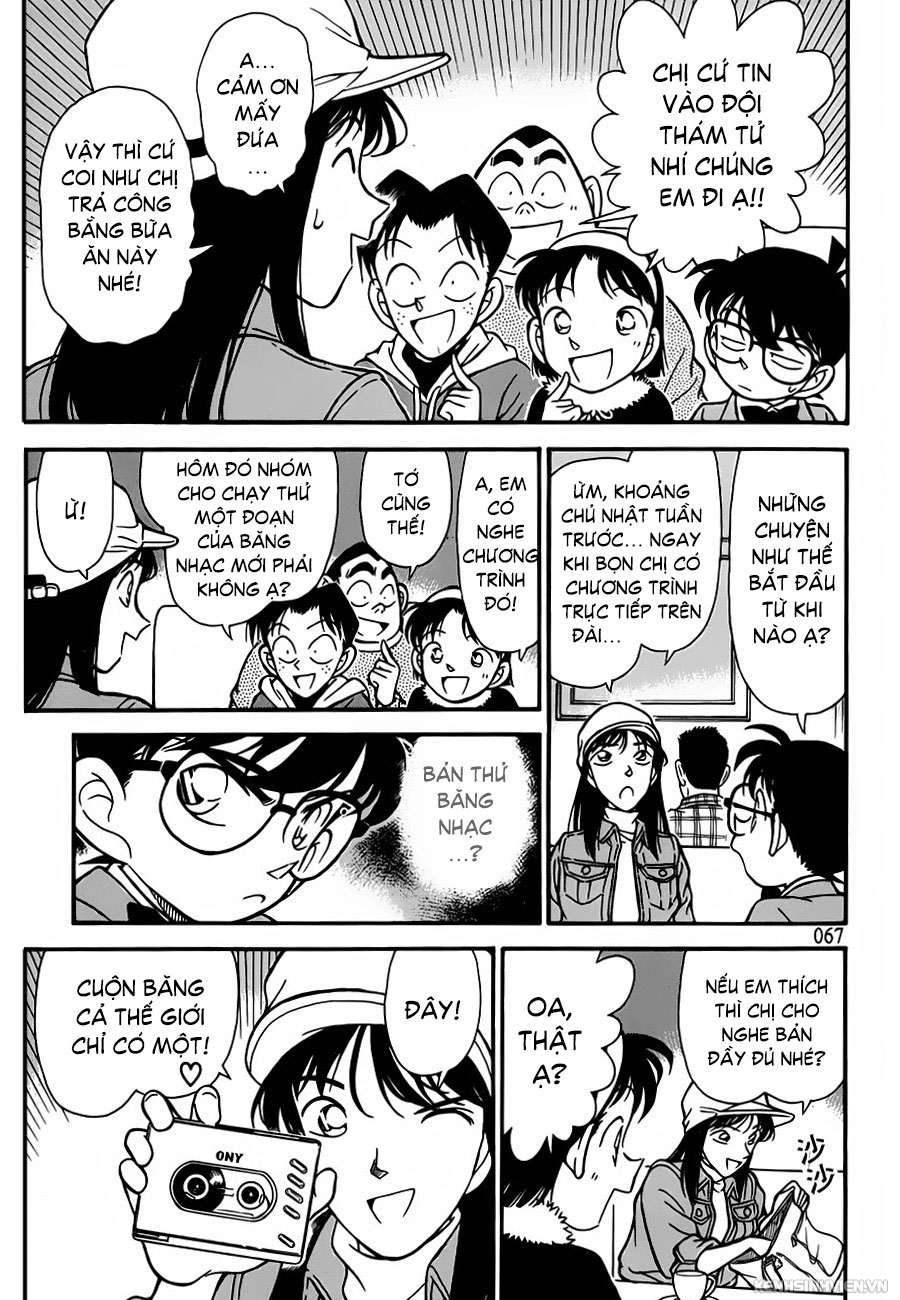 CHỊ CỨ TIN
VÀO ĐỘI
THÁM TỬ
NHÍ CHÚNG
EM ĐI Ạ!!
A...
CẢM ƠN
MẤY
ĐỨA
...
VẬY THÌ CỨ
COI NHƯ CHỊ
TRẢ CÔNG
BẰNG BỮA
ĂN NÀY
NHÉ!
NHỮNG
CHUYỆN
NHƯ THẾ
BẮT ĐẦU
TỪ KHI
NÀO Ạ?
ỪM, KHOẢNG
CHỦ NHẬT TUẦN
TRƯỚC... NGAY
KHI BỌN CHỊ CÓ
CHƯƠNG TRÌNH
TRỰC TIẾP TRÊN
ĐÀI...
A, EM
CÓ
NGHE
CHƯƠNG
TRÌNH
ĐÓ!
TỚ
CŨNG
THẾ!
HÔM ĐÓ NHÓM
CHO CHẠY THỬ
MỘT ĐOẠN
CỦA BĂNG
NHẠC MỚI PHẢI
KHÔNG Ạ?
Ừ!
BẢN THỬ
BĂNG
NHẠC
...?
067
NẾU EM THÍCH
THÌ CHỊ CHO
NGHE BẢN
ĐẦY ĐỦ NHÉ?
沙
沙
OA,
THẬT
Ạ?
ĐÂY!
CUỘN BĂNG
CẢ THẾ GIỚI
CHỈ CÓ MỘT!
♡
ONY
KENHSINHVIEN.VN